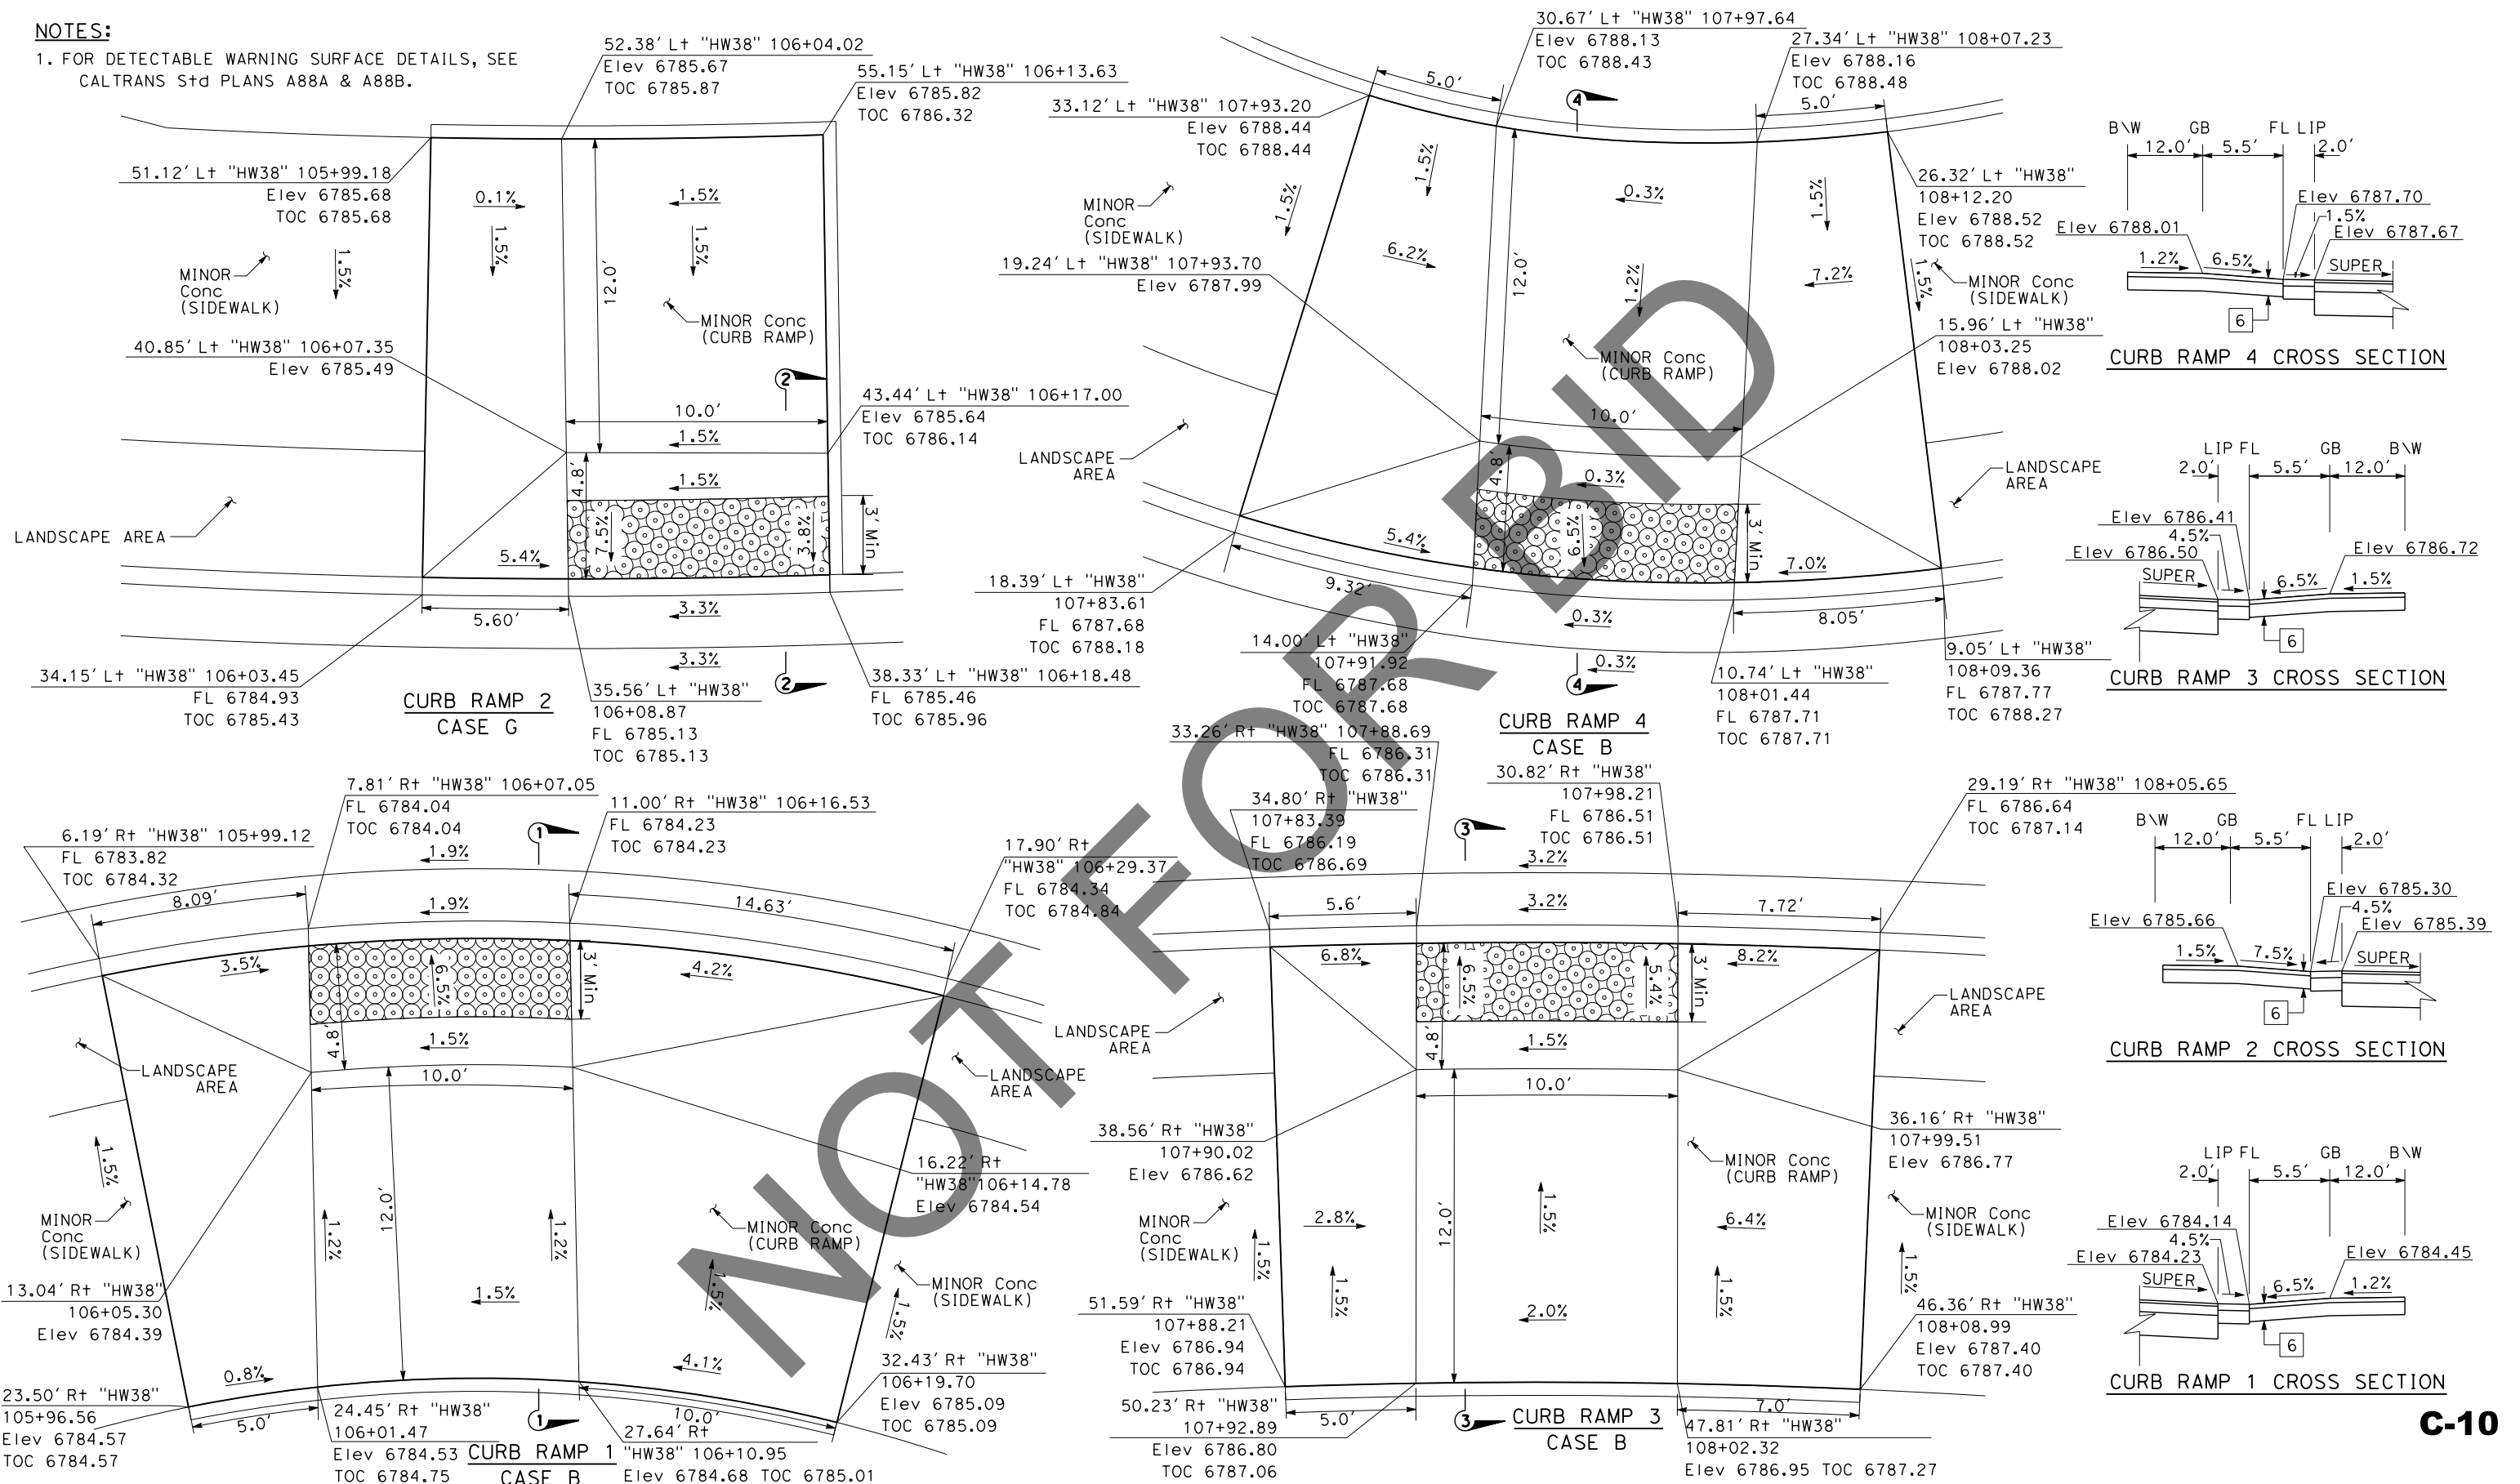 NOTES:
1. FOR DETECTABLE WARNING SURFACE DETAILS, SEE
CALTRANS Std PLANS A88A & A88B.
52.38' Lt "HW38" 106+04.02
Elev 6785.67
TOC 6785.87
55.15' Lt "HW38" 106+13.63
Elev 6785.82
TOC 6786.32
51.12' Lt "HW38" 105+99.18
Elev 6785.68
TOC 6785.68
0.1%
1.5%
1.5%
1.5%
1.5%
MINOR
Conc
(SIDEWALK)
12.0'
MINOR Conc
(CURB RAMP)
40.85' Lt "HW38" 106+07.35
Elev 6785.49
2
43.44' Lt "HW38" 106+17.00
Elev 6785.64
TOC 6786.14
10.0'
1.5%
4.8'
1.5%
LANDSCAPE AREA
7.5%
3.8%
3' Min
5.4%
5.60'
3.3%
3.3%
2
34.15' Lt "HW38" 106+03.45
FL 6784.93
TOC 6785.43
35.56' Lt "HW38"
106+08.87
FL 6785.13
TOC 6785.13
38.33' Lt "HW38" 106+18.48
FL 6785.46
TOC 6785.96
CURB RAMP 2
CASE G
30.67' Lt "HW38" 107+97.64
Elev 6788.13
TOC 6788.43
27.34' Lt "HW38" 108+07.23
Elev 6788.16
TOC 6788.48
33.12' Lt "HW38" 107+93.20
Elev 6788.44
TOC 6788.44
5.0'
4
5.0'
26.32' Lt "HW38"
108+12.20
Elev 6788.52
TOC 6788.52
MINOR
Conc
(SIDEWALK)
1.5%
1.5%
0.3%
1.5%
6.2%
12.0'
1.2%
7.2%
1.5%
MINOR Conc
(SIDEWALK)
19.24' Lt "HW38" 107+93.70
Elev 6787.99
MINOR Conc
(CURB RAMP)
15.96' Lt "HW38"
108+03.25
Elev 6788.02
10.0'
LANDSCAPE
AREA
4.8'
0.3%
LANDSCAPE
AREA
5.4%
6.5%
3' Min
7.0%
9.32'
0.3%
8.05'
18.39' Lt "HW38"
107+83.61
FL 6787.68
TOC 6788.18
14.00' Lt "HW38"
107+91.92
FL 6787.68
TOC 6787.68
4
0.3%
10.74' Lt "HW38"
108+01.44
FL 6787.71
TOC 6787.71
9.05' Lt "HW38"
108+09.36
FL 6787.77
TOC 6788.27
CURB RAMP 4
CASE B
B\W GB FL LIP
12.0' 5.5' 2.0'
Elev 6787.70
1.5%
Elev 6788.01
Elev 6787.67
1.2% 6.5% SUPER
6
CURB RAMP 4 CROSS SECTION
LIP FL GB B\W
2.0' 5.5' 12.0'
Elev 6786.41
4.5%
Elev 6786.50
Elev 6786.72
SUPER 6.5% 1.5%
6
CURB RAMP 3 CROSS SECTION
7.81' Rt "HW38" 106+07.05
FL 6784.04
TOC 6784.04
11.00' Rt "HW38" 106+16.53
FL 6784.23
TOC 6784.23
6.19' Rt "HW38" 105+99.12
FL 6783.82
TOC 6784.32
1
1.9%
17.90' Rt
"HW38" 106+29.37
FL 6784.34
TOC 6784.84
8.09'
1.9%
14.63'
3.5%
6.5%
3' Min
4.2%
4.8'
1.5%
LANDSCAPE
AREA
10.0'
LANDSCAPE
AREA
1.5%
MINOR
Conc
(SIDEWALK)
12.0'
1.2%
1.2%
16.22' Rt
"HW38"106+14.78
Elev 6784.54
MINOR Conc
(CURB RAMP)
1.5%
MINOR Conc
(SIDEWALK)
1.5%
13.04' Rt "HW38"
106+05.30
Elev 6784.39
1.5%
0.8%
4.1%
32.43' Rt "HW38"
106+19.70
Elev 6785.09
TOC 6785.09
23.50' Rt "HW38"
105+96.56
Elev 6784.57
TOC 6784.57
5.0'
24.45' Rt "HW38"
106+01.47
Elev 6784.53
TOC 6784.75
1
10.0'
27.64' Rt
"HW38" 106+10.95
Elev 6784.68 TOC 6785.01
CURB RAMP 1
CASE B
33.26' Rt "HW38" 107+88.69
FL 6786.31
TOC 6786.31
34.80' Rt "HW38"
107+83.39
FL 6786.19
TOC 6786.69
30.82' Rt "HW38"
107+98.21
FL 6786.51
TOC 6786.51
29.19' Rt "HW38" 108+05.65
FL 6786.64
TOC 6787.14
3
3.2%
5.6'
3.2%
7.72'
6.8%
6.5%
5.4%
3' Min
8.2%
LANDSCAPE
AREA
4.8'
1.5%
LANDSCAPE
AREA
10.0'
38.56' Rt "HW38"
107+90.02
Elev 6786.62
36.16' Rt "HW38"
107+99.51
Elev 6786.77
MINOR Conc
(CURB RAMP)
MINOR
Conc
(SIDEWALK)
2.8%
12.0'
1.5%
6.4%
MINOR Conc
(SIDEWALK)
1.5%
1.5%
1.5%
1.5%
2.0%
51.59' Rt "HW38"
107+88.21
Elev 6786.94
TOC 6786.94
46.36' Rt "HW38"
108+08.99
Elev 6787.40
TOC 6787.40
50.23' Rt "HW38"
107+92.89
Elev 6786.80
TOC 6787.06
5.0'
3
7.0'
47.81' Rt "HW38"
108+02.32
Elev 6786.95 TOC 6787.27
CURB RAMP 3
CASE B
B\W GB FL LIP
12.0' 5.5' 2.0'
Elev 6785.30
4.5%
Elev 6785.66
Elev 6785.39
1.5% 7.5% SUPER
6
CURB RAMP 2 CROSS SECTION
LIP FL GB B\W
2.0' 5.5' 12.0'
Elev 6784.14
4.5%
Elev 6784.23
Elev 6784.45
SUPER 6.5% 1.2%
6
CURB RAMP 1 CROSS SECTION
C-10
NOT FOR BID